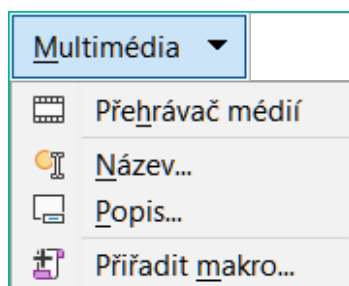 Multimédia
Přehrávač médií
Název...
Popis...
Přiřadit makro...